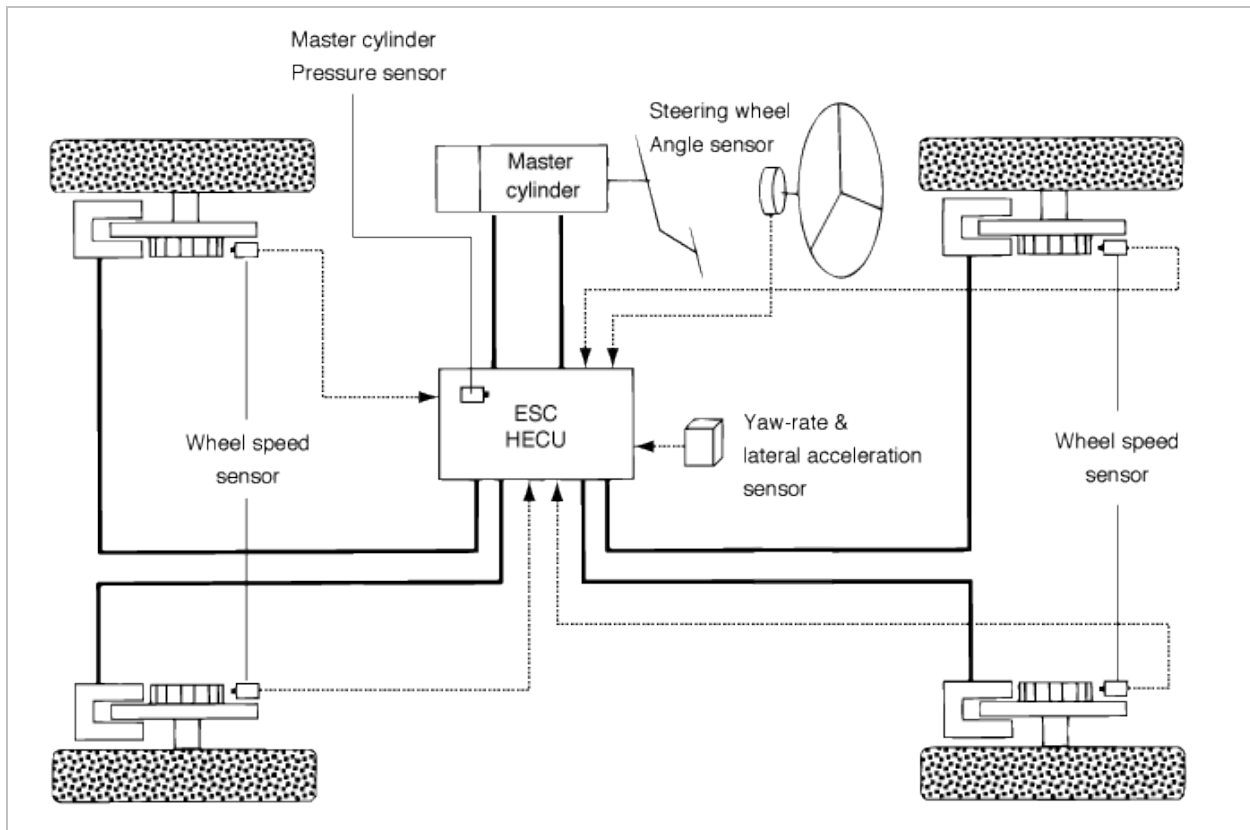 Master cylinder
Pressure sensor
Steering wheel
Angle sensor
Master
cylinder
ESC
HECU
Wheel speed
sensor
Yaw-rate &
lateral acceleration
sensor
Wheel speed
sensor